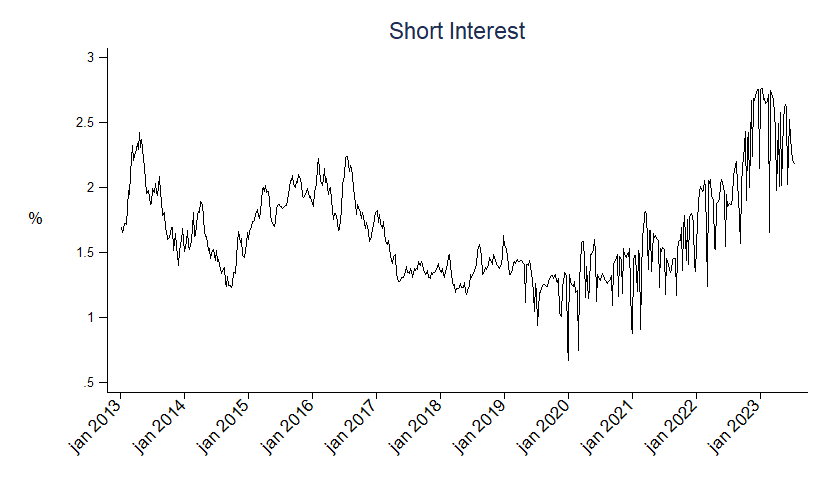 Short Interest
3
2.5
2
%
1.5
1
.5
jan 2013
jan 2014
jan 2015
jan 2016
jan 2017
jan 2018
jan 2019
jan 2020
jan 2021
jan 2022
jan 2023